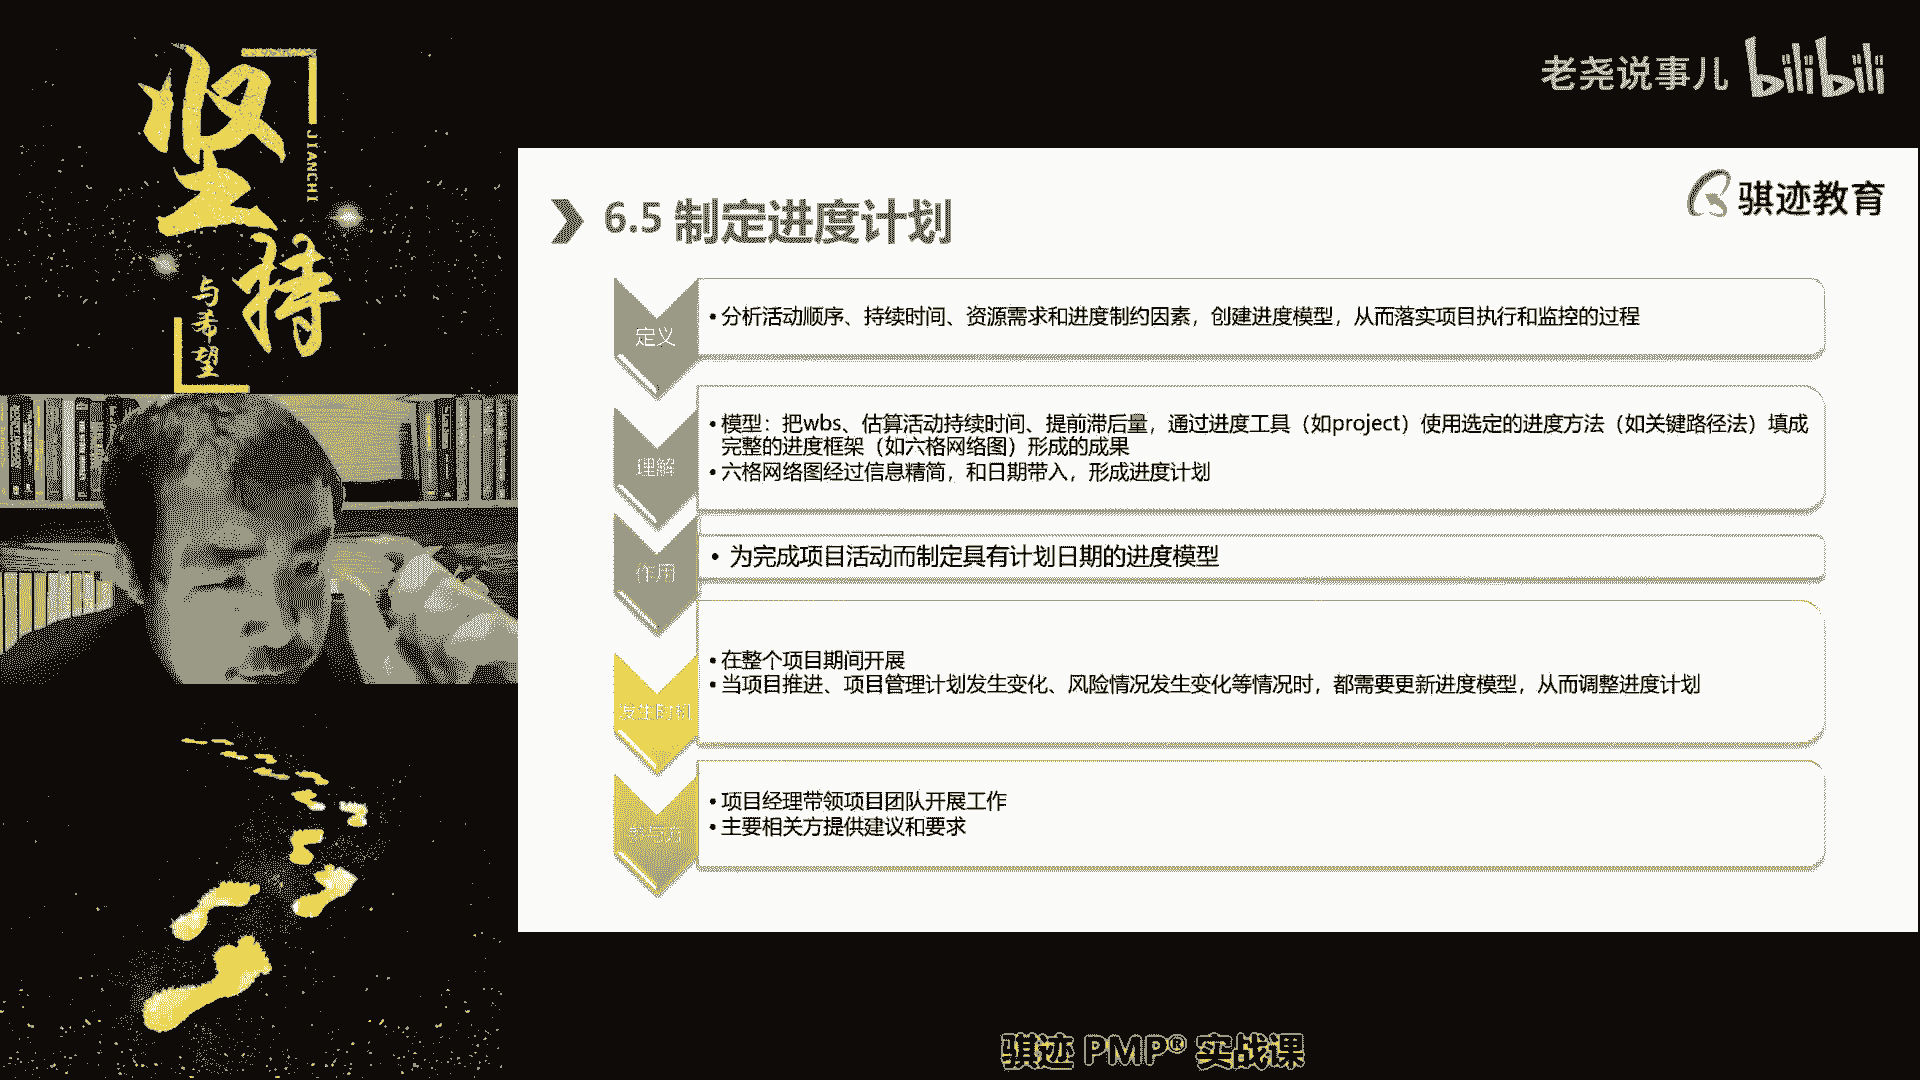 坚持
JIANCHI
与希望
老尧说事儿 bilibili
骐迹教育
6.5 制定进度计划
定义
•分析活动顺序、持续时间、资源需求和进度制约因素，创建进度模型，从而落实项目执行和监控的过程
理解
•模型：把wbs、估算活动持续时间、提前滞后量，通过进度工具（如project）使用选定的进度方法（如关键路径法）填成
完整的进度框架（如六格网络图）形成的成果
•六格网络图经过信息精简，和日期带入，形成进度计划
作用
• 为完成项目活动而制定具有计划日期的进度模型
发生时机
•在整个项目期间开展
•当项目推进、项目管理计划发生变化、风险情况发生变化等情况时，都需要更新进度模型，从而调整进度计划
参与方
•项目经理带领项目团队开展工作
•主要相关方提供建议和要求
骐迹 PMP® 实战课